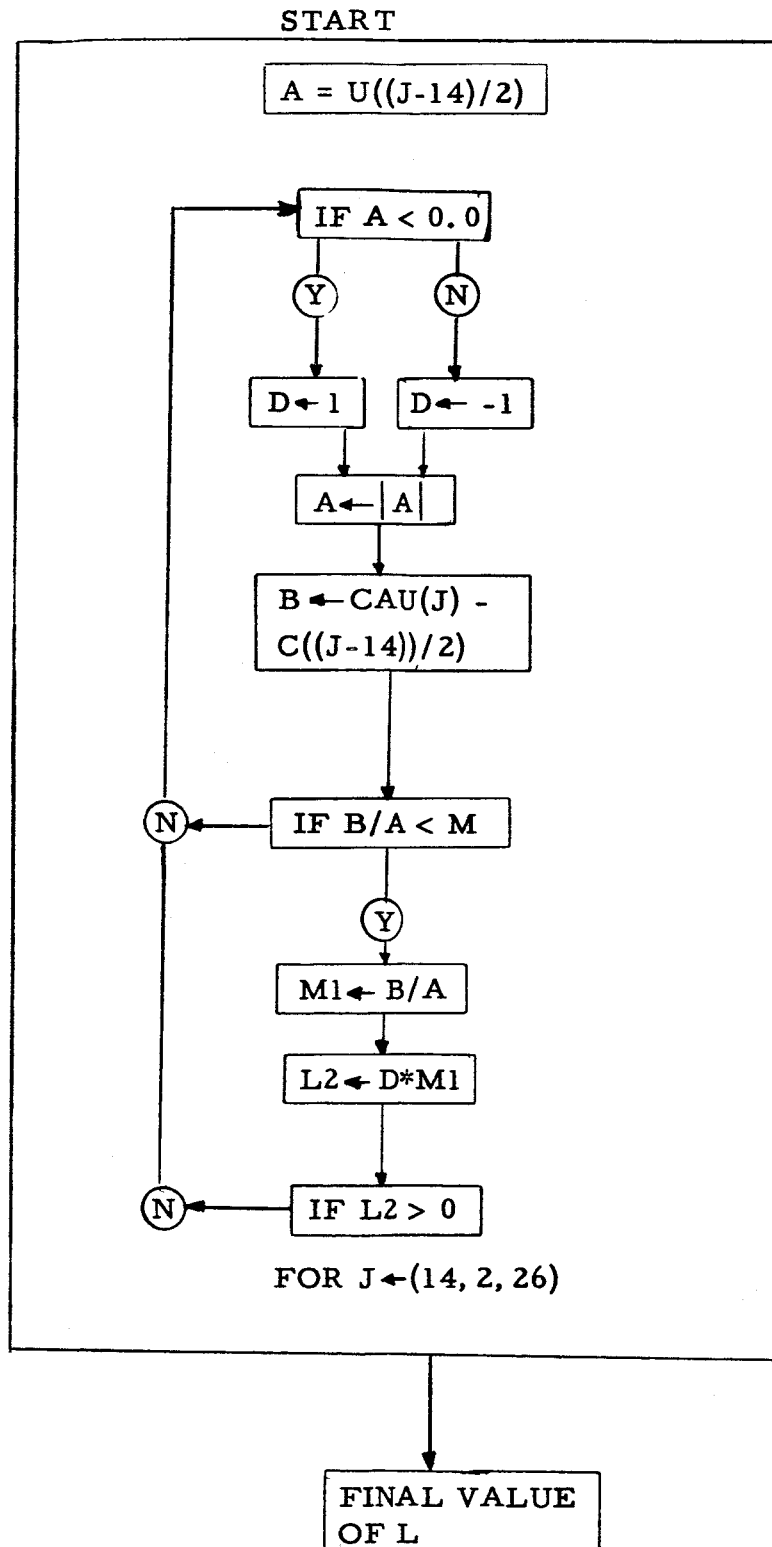 START
A = U((J-14)/2)
IF A < 0.0
Y
N
D ← 1
D ← -1
A ← |A|
B ← CAU(J) -
C((J-14))/2)
N
IF B/A < M
Y
M1 ← B/A
L2 ← D*M1
N
IF L2 > 0
FOR J ← (14, 2, 26)
FINAL VALUE
OF L